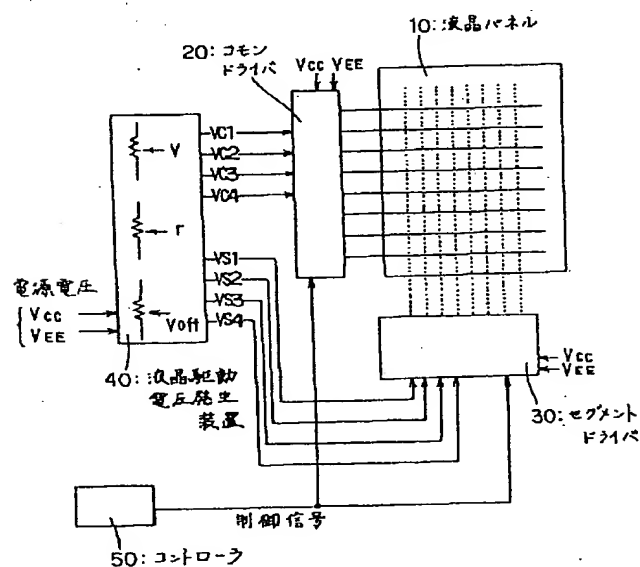 10:液晶パネル
20:コモン
ドライバ
VCC VEE
V
r
Voff
VC1
VC2
VC3
VC4
VS1
VS2
VS3
VS4
電源電圧
VCC
VEE
40:液晶駆動
電圧発生
装置
VCC
VEE
30:セグメント
ドライバ
制御信号
50:コントローラ